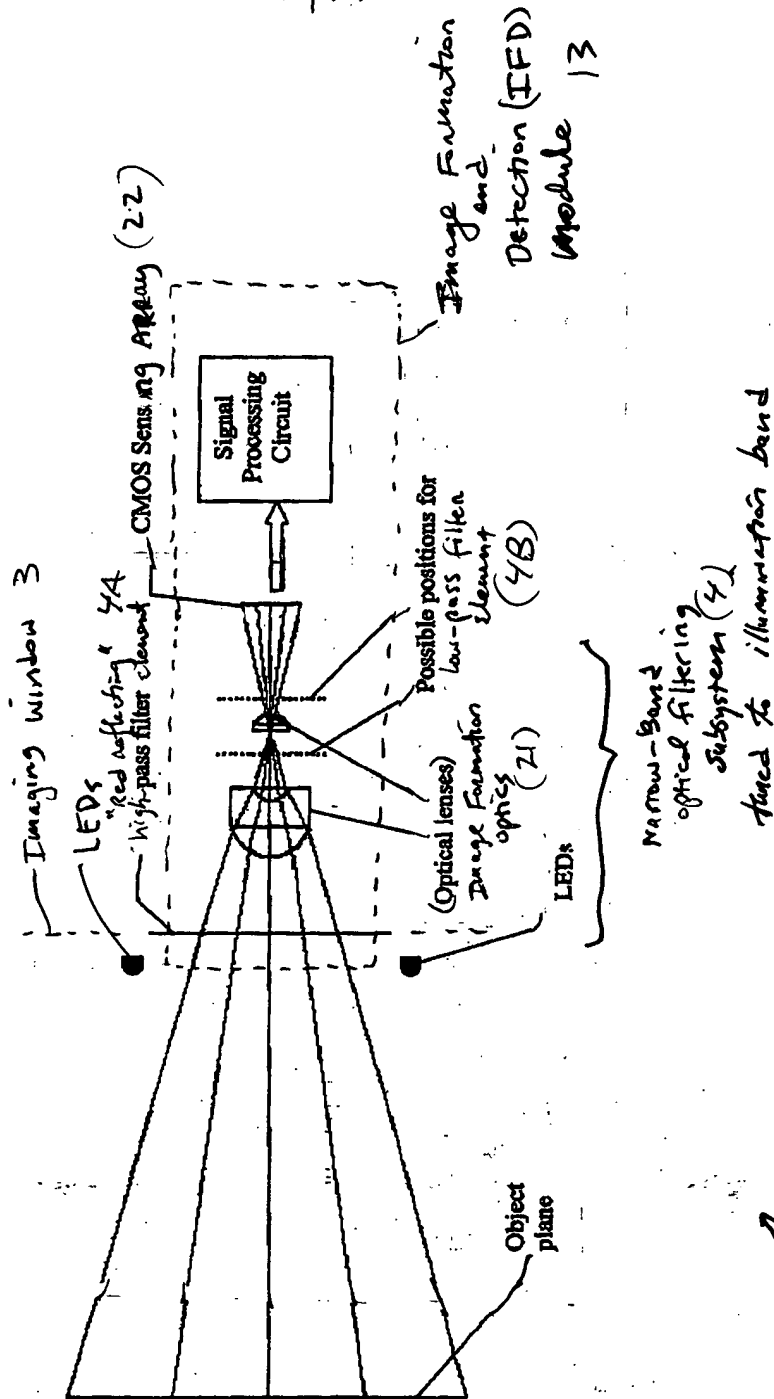 Imaging Window 3
LEDs
"Red reflecting" 4A
high-pass filter element
CMOS Sensing ARRAY (22)
Signal
Processing
Circuit
Image Formation
and
Detection (IFD)
Module 13
Possible positions for
Low-pass filter
element
(4B)
(Optical lenses)
Image Formation
optics
(21)
LEDs
Object
plane
Narrow-Band
optical filtering
subsystem (4)
tuned to illumination band